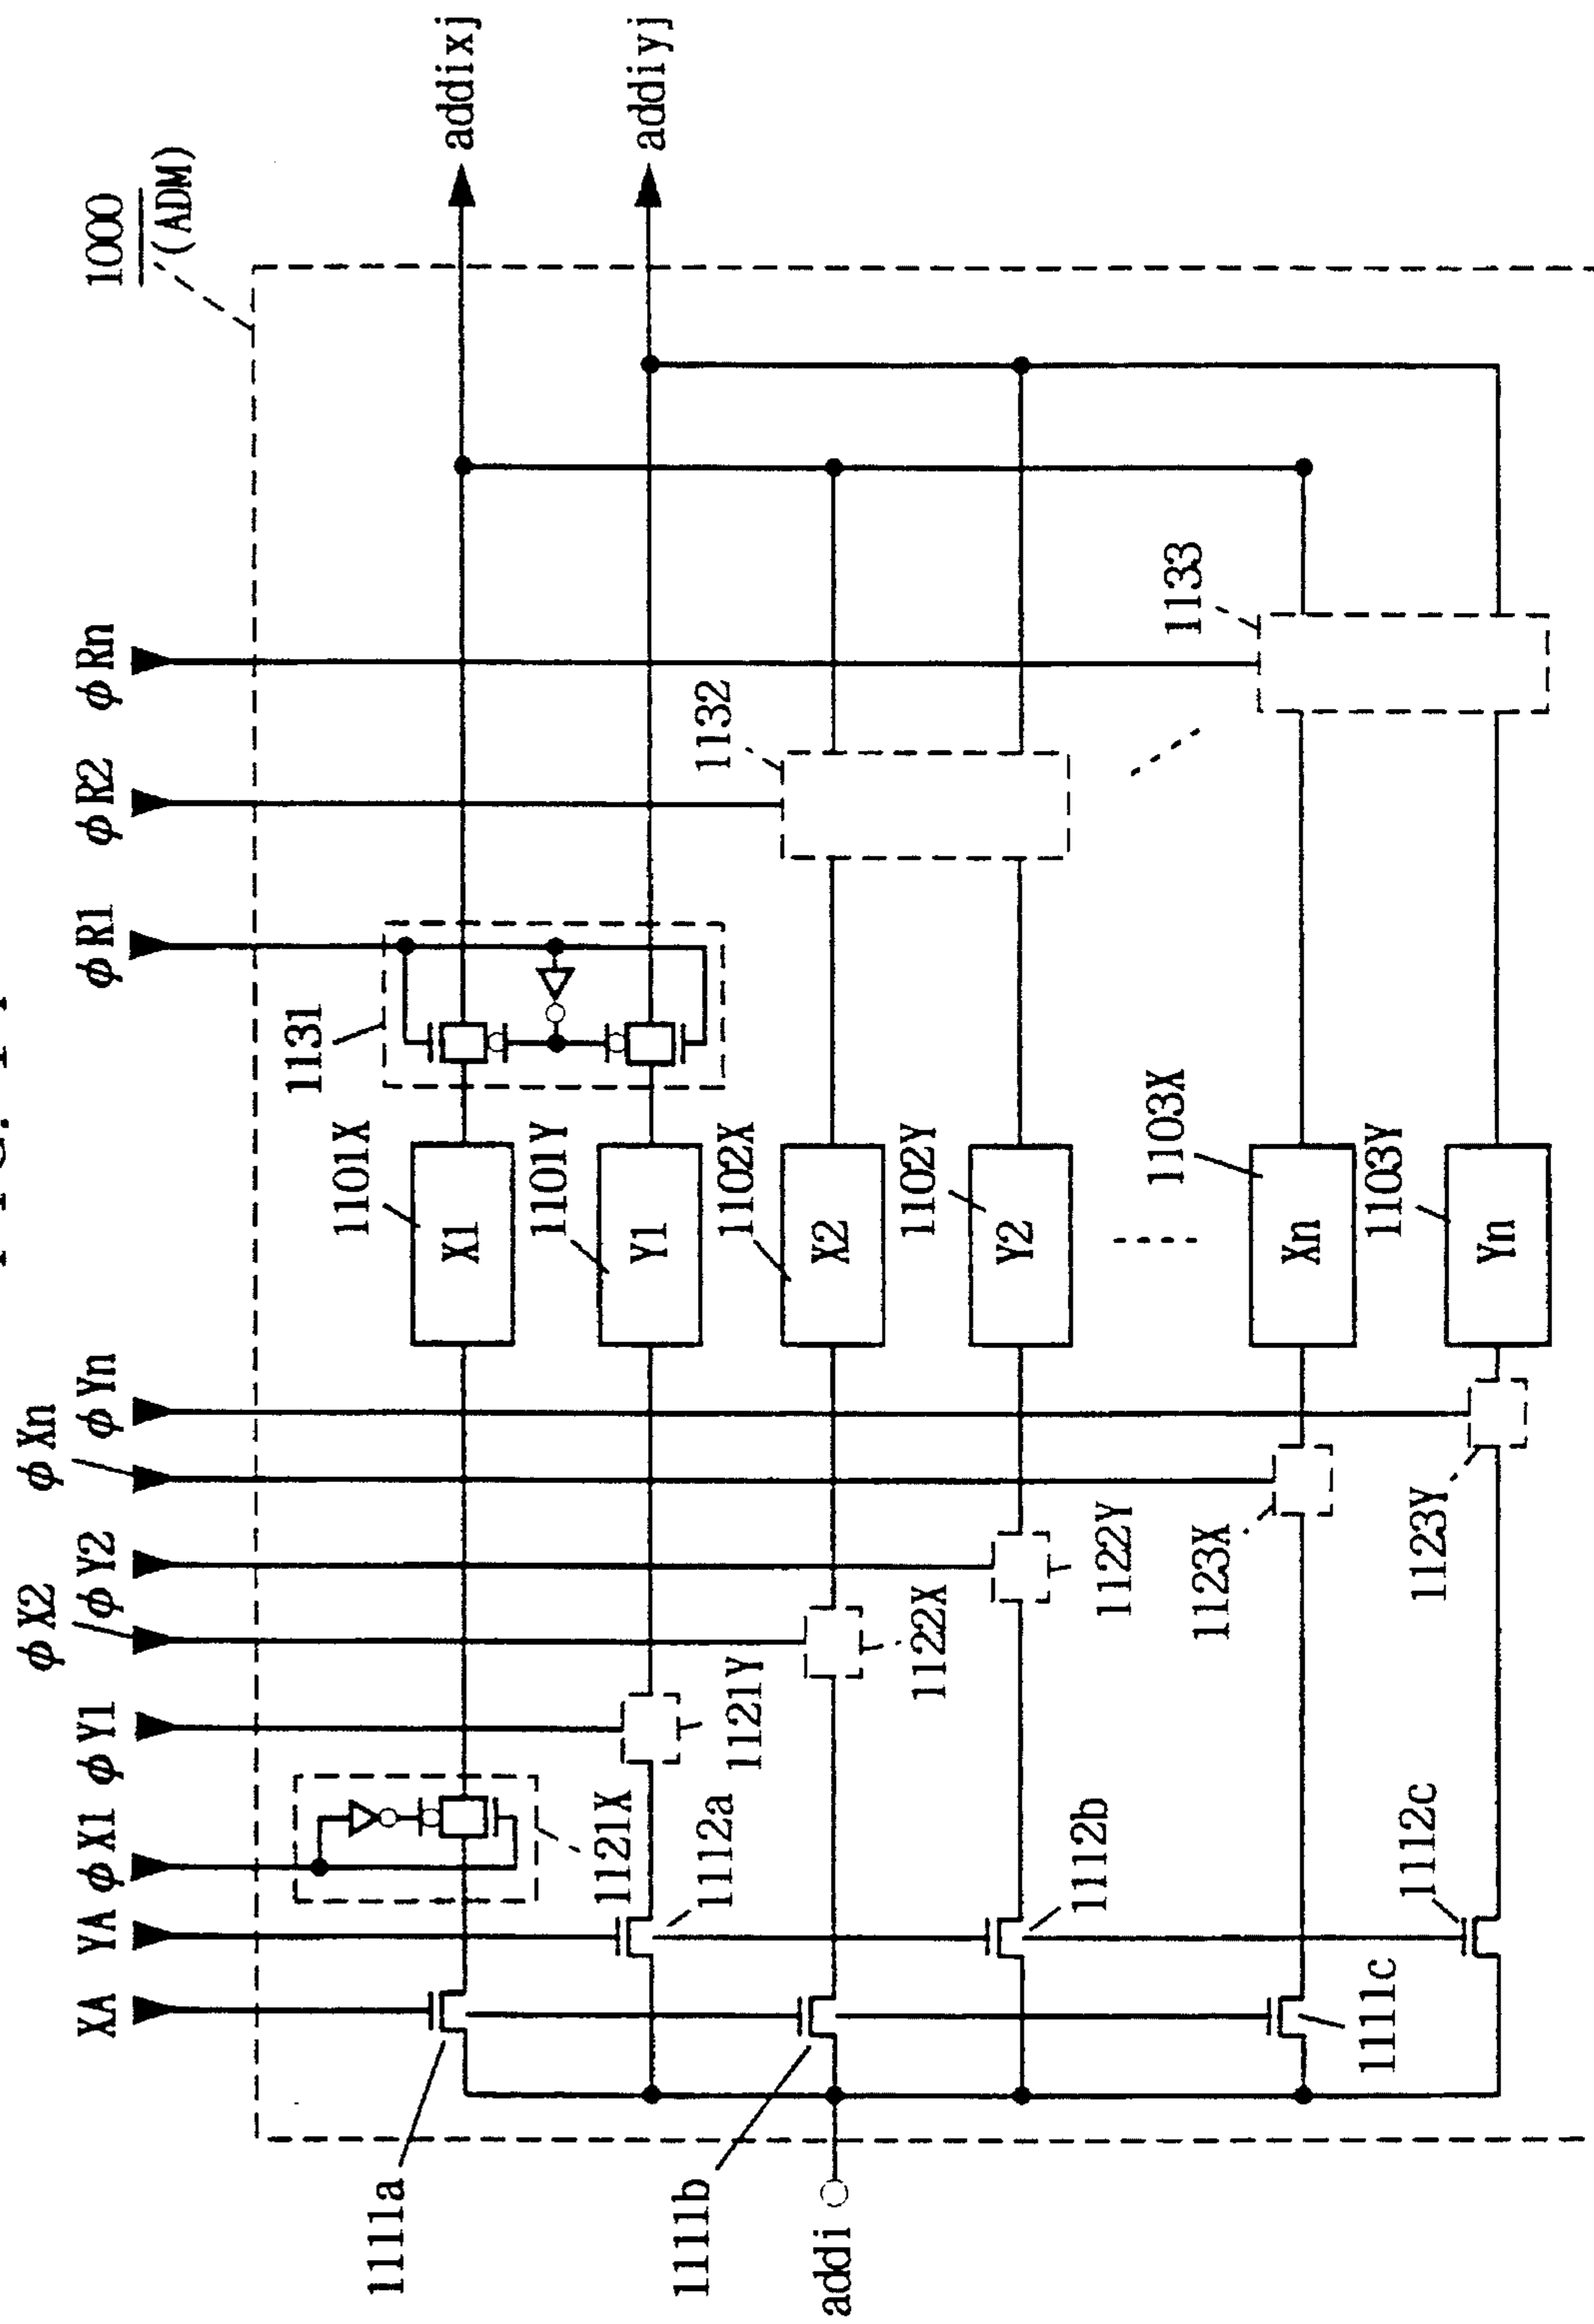 1000
(ADM)
XA
YA
φX1
φY1
φX2
φY2
φXn
φYn
φR1
φR2
φRn
addixj
addiyj
1111a
1121X
1101X
X1
1131
1112a
1121Y
1101Y
Y1
1111b
1122X
1102X
X2
1132
1112b
1122Y
1102Y
Y2
addi
1111c
1123X
1103X
Xn
1133
1112c
1123Y
1103Y
Yn